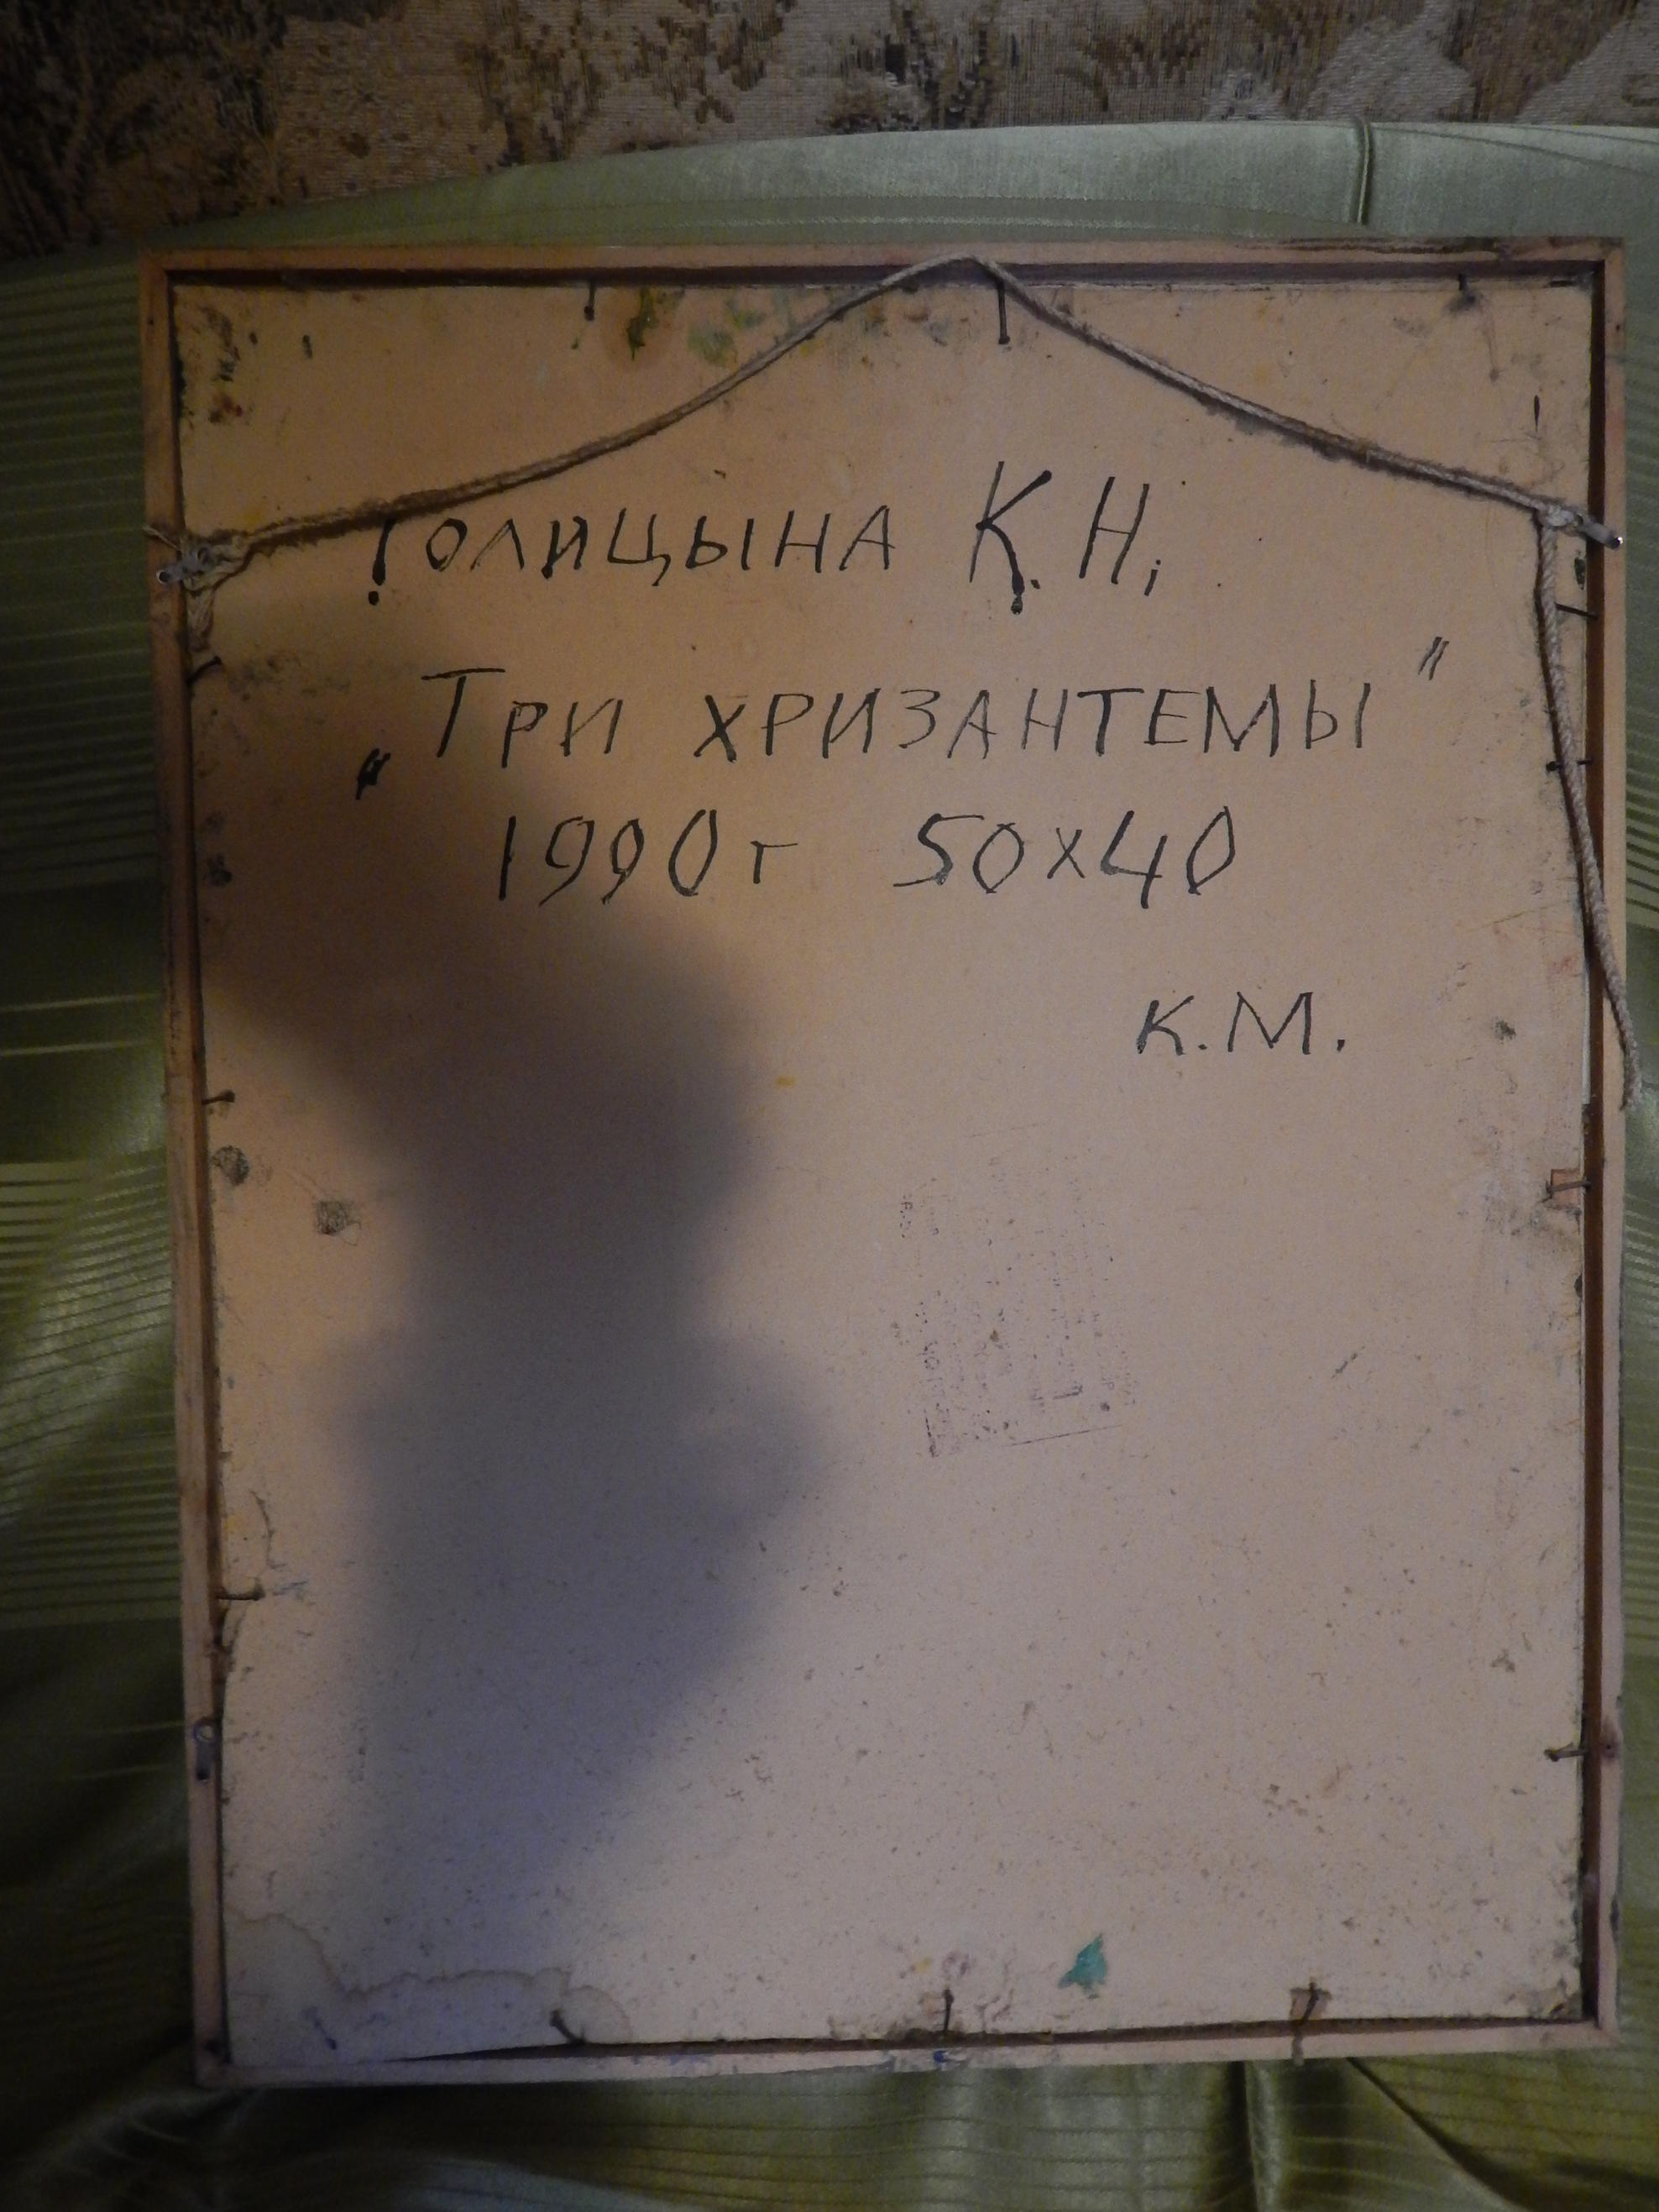 Голицына К. Н.
„Три хризантемы"
1990г 50х40
К.М.